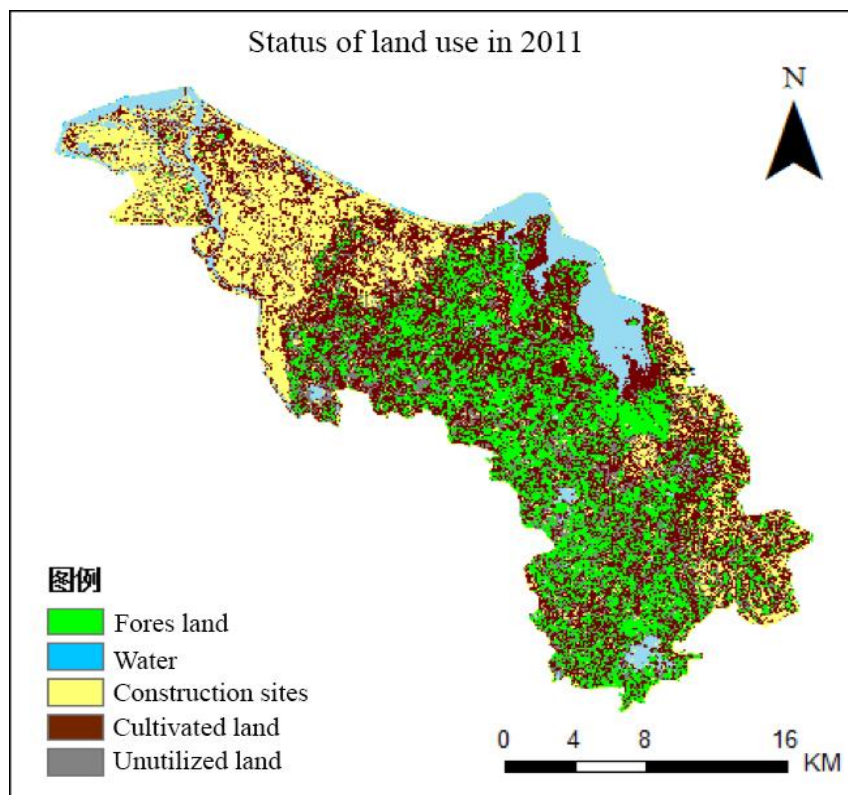 Status of land use in 2011
N
图例
Fores land
Water
Construction sites
Cultivated land
Unutilized land
0 4 8 16
KM